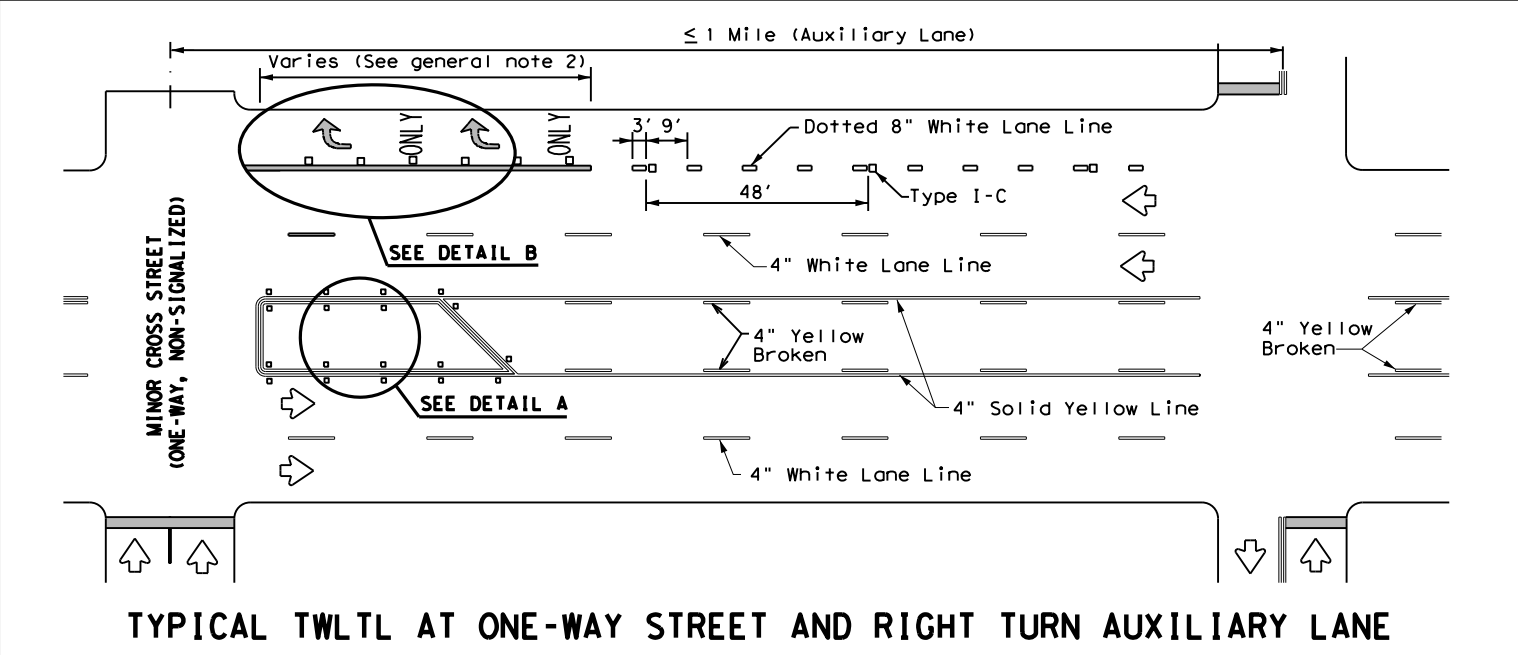 ≤ 1 Mile (Auxiliary Lane)
Varies (See general note 2)
ONLY
ONLY
3' 9'
Dotted 8" White Lane Line
48'
Type I-C
SEE DETAIL B
4" White Lane Line
MINOR CROSS STREET
(ONE-WAY, NON-SIGNALIZED)
4" Yellow
Broken
4" Yellow
Broken
SEE DETAIL A
4" Solid Yellow Line
4" White Lane Line
TYPICAL TWLTL AT ONE-WAY STREET AND RIGHT TURN AUXILIARY LANE